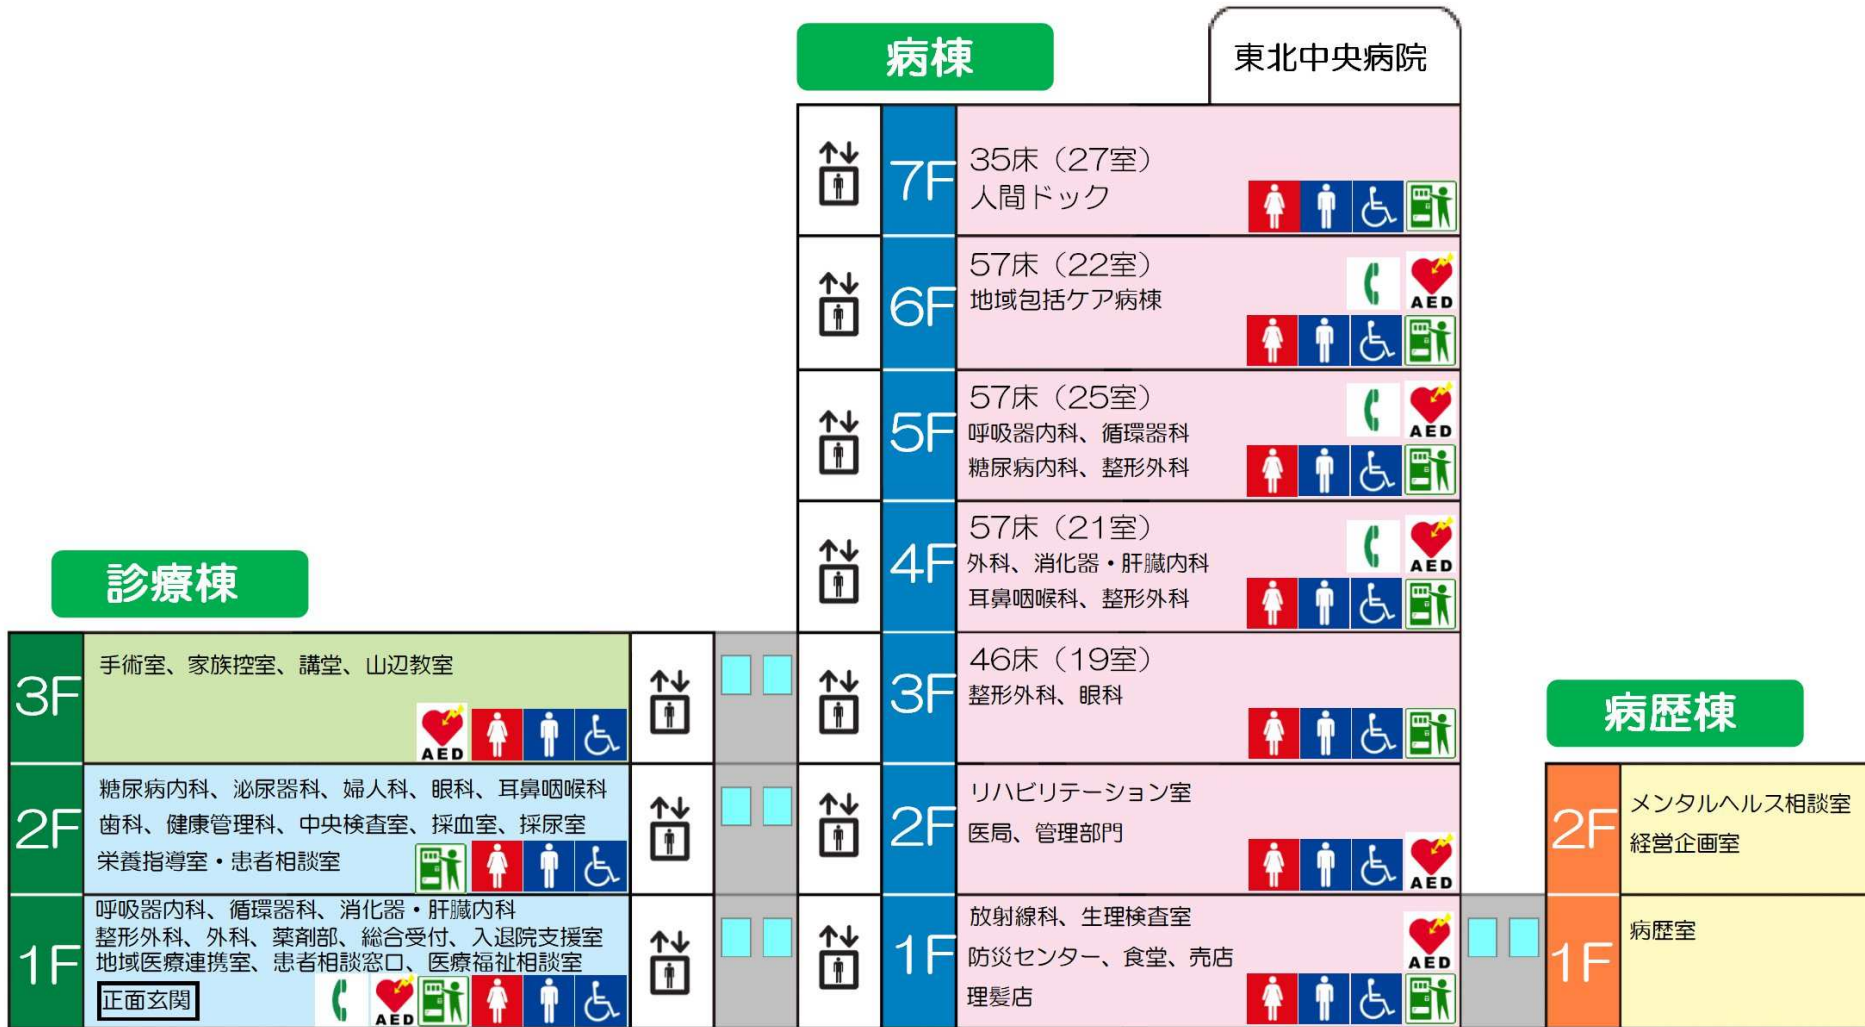 病棟
東北中央病院
7F
35床（27室）
人間ドック
6F
57床（22室）
地域包括ケア病棟
AED
5F
57床（25室）
呼吸器内科、循環器科
糖尿病内科、整形外科
AED
4F
57床（21室）
外科、消化器・肝臓内科
耳鼻咽喉科、整形外科
AED
3F
46床（19室）
整形外科、眼科
2F
リハビリテーション室
医局、管理部門
AED
1F
放射線科、生理検査室
防災センター、食堂、売店
理髪店
AED
診療棟
3F
手術室、家族控室、講堂、山辺教室
AED
2F
糖尿病内科、泌尿器科、婦人科、眼科、耳鼻咽喉科
歯科、健康管理科、中央検査室、採血室、採尿室
栄養指導室・患者相談室
1F
呼吸器内科、循環器科、消化器・肝臓内科
整形外科、外科、薬剤部、総合受付、入退院支援室
地域医療連携室、患者相談窓口、医療福祉相談室
正面玄関
AED
病歴棟
2F
メンタルヘルス相談室
経営企画室
1F
病歴室